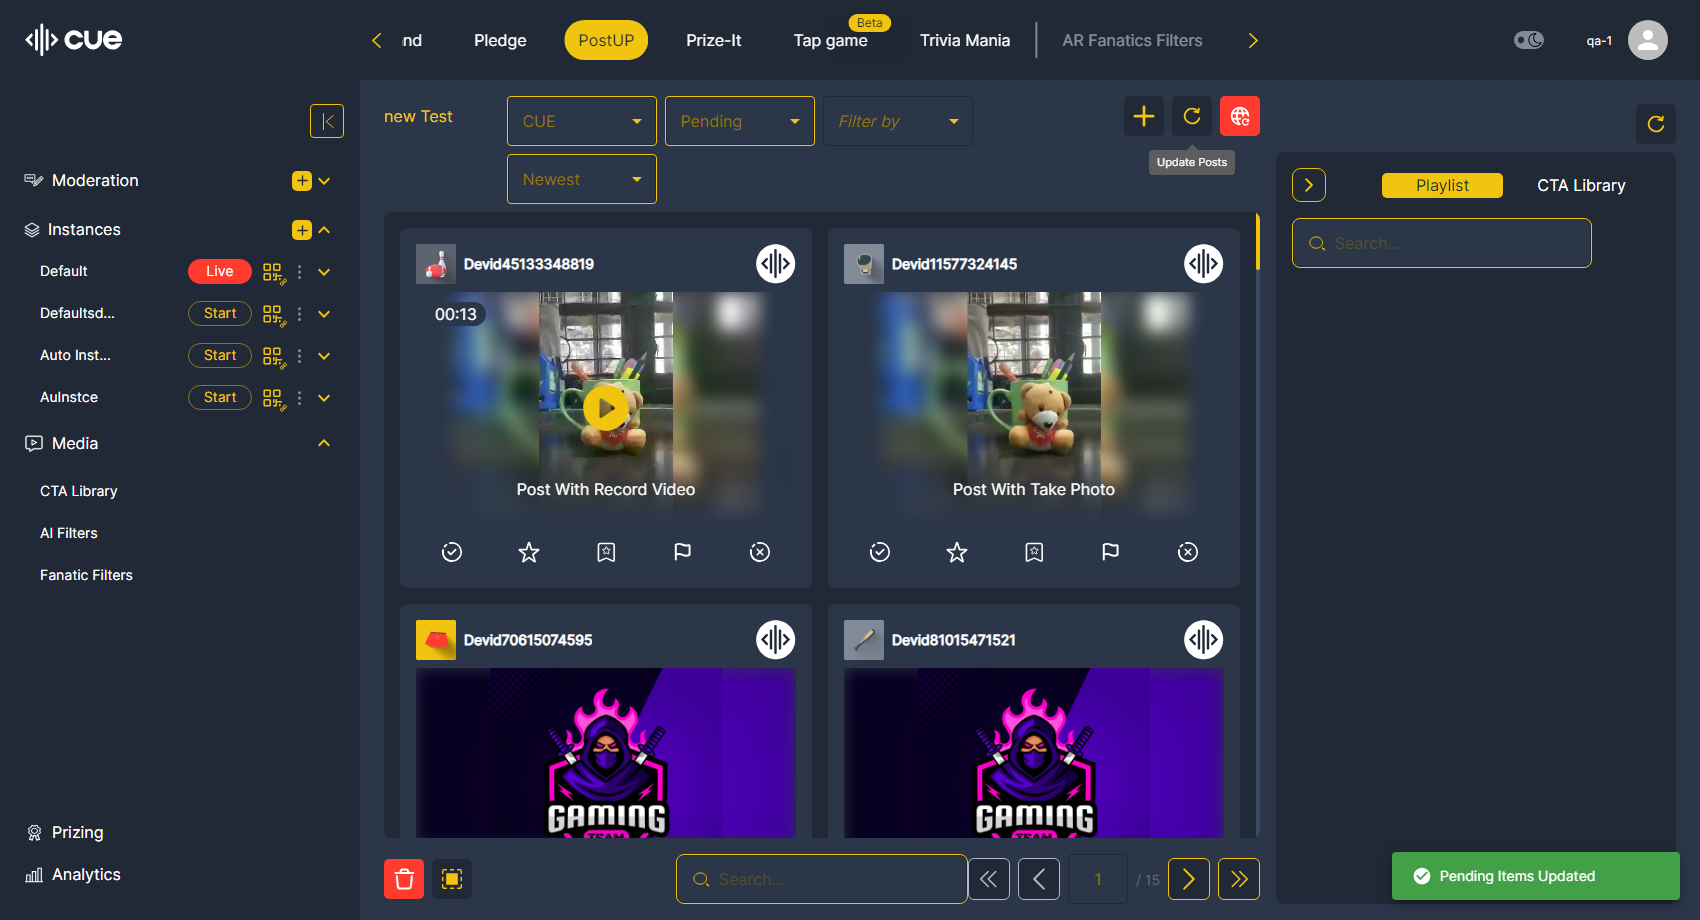 cue
nd
Pledge
PostUP
Prize-It
Beta
Tap game
Trivia Mania
AR Fanatics Filters
qa-1
new Test
CUE
Pending
Filter by
Newest
Update Posts
Moderation
Instances
Default
Live
Defaultsd...
Start
Auto Inst...
Start
AuInstce
Start
Media
CTA Library
AI Filters
Fanatic Filters
Prizing
Analytics
Devid45133348819
00:13
Post With Record Video
Devid11577324145
Post With Take Photo
Devid70615074595
GAMING
TEAM
Devid81015471521
GAMING
TEAM
Search...
1
/ 15
Playlist
CTA Library
Search...
Pending Items Updated